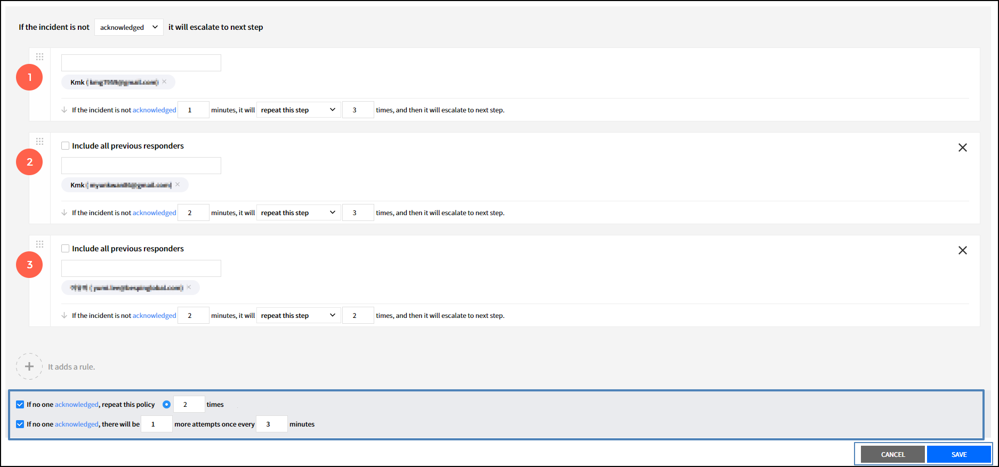 If the incident is not acknowledged it will escalate to next step
1
Kmk (
If the incident is not acknowledged 1 minutes, it will repeat this step 3 times, and then it will escalate to next step.
2
Include all previous responders
Kmk (
If the incident is not acknowledged 2 minutes, it will repeat this step 3 times, and then it will escalate to next step.
3
Include all previous responders
If the incident is not acknowledged 2 minutes, it will repeat this step 2 times, and then it will escalate to next step.
It adds a rule.
If no one acknowledged, repeat this policy 2 times
If no one acknowledged, there will be 1 more attempts once every 3 minutes
CANCEL SAVE